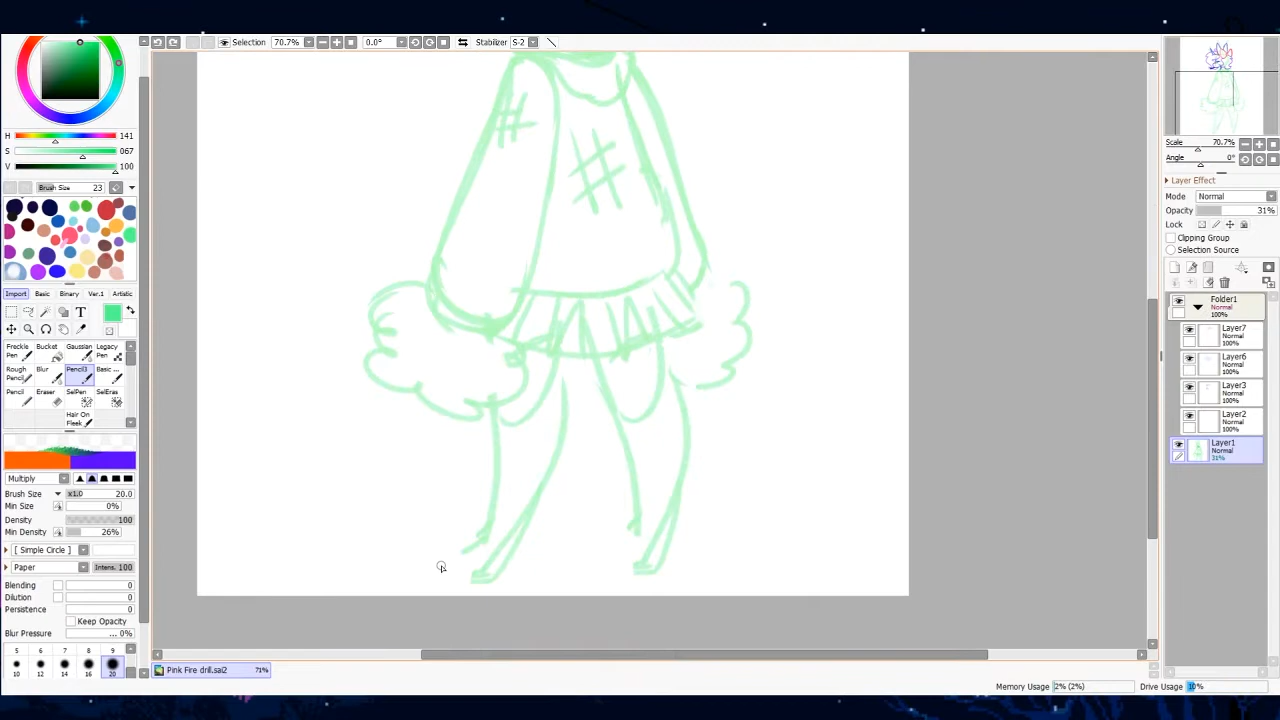 Selection 70.7% 0.0° Stabilizer S-2
H 141
S 067
V 100
Brush Size 23
Import Basic Binary Ver.1 Artistic
T
Freckle Pen Bucket Gaussian Legacy Pen
Rough Pencil Blur Pencil3 Basic ...
Pencil Eraser SelPen SelEras
Hair On Fleek
Multiply
Brush Size x1.0 20.0
Min Size 0%
Density 100
Min Density 26%
[ Simple Circle ]
Paper Intens. 100
Blending 0
Dilution 0
Persistence 0
Keep Opacity
Blur Pressure ... 0%
5 6 7 8 9
10 12 14 16 20
Pink Fire drill.sai2 71%
Scale 70.7%
Angle 0°
Layer Effect
Mode Normal
Opacity 31%
Lock
Clipping Group
Selection Source
Folder1
Normal
100%
Layer7
Normal
100%
Layer6
Normal
100%
Layer3
Normal
100%
Layer2
Normal
100%
Layer1
Normal
31%
Memory Usage 2% (2%) Drive Usage 10%